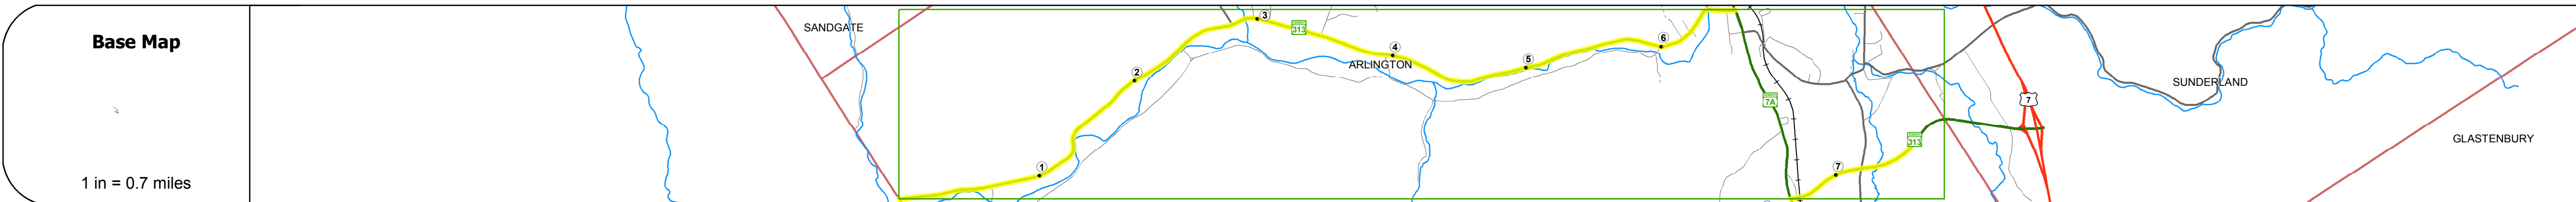 Base Map
1 in = 0.7 miles
SANDGATE
3
313
4
ARLINGTON
5
6
2
1
7A
7
313
7
SUNDERLAND
GLASTENBURY